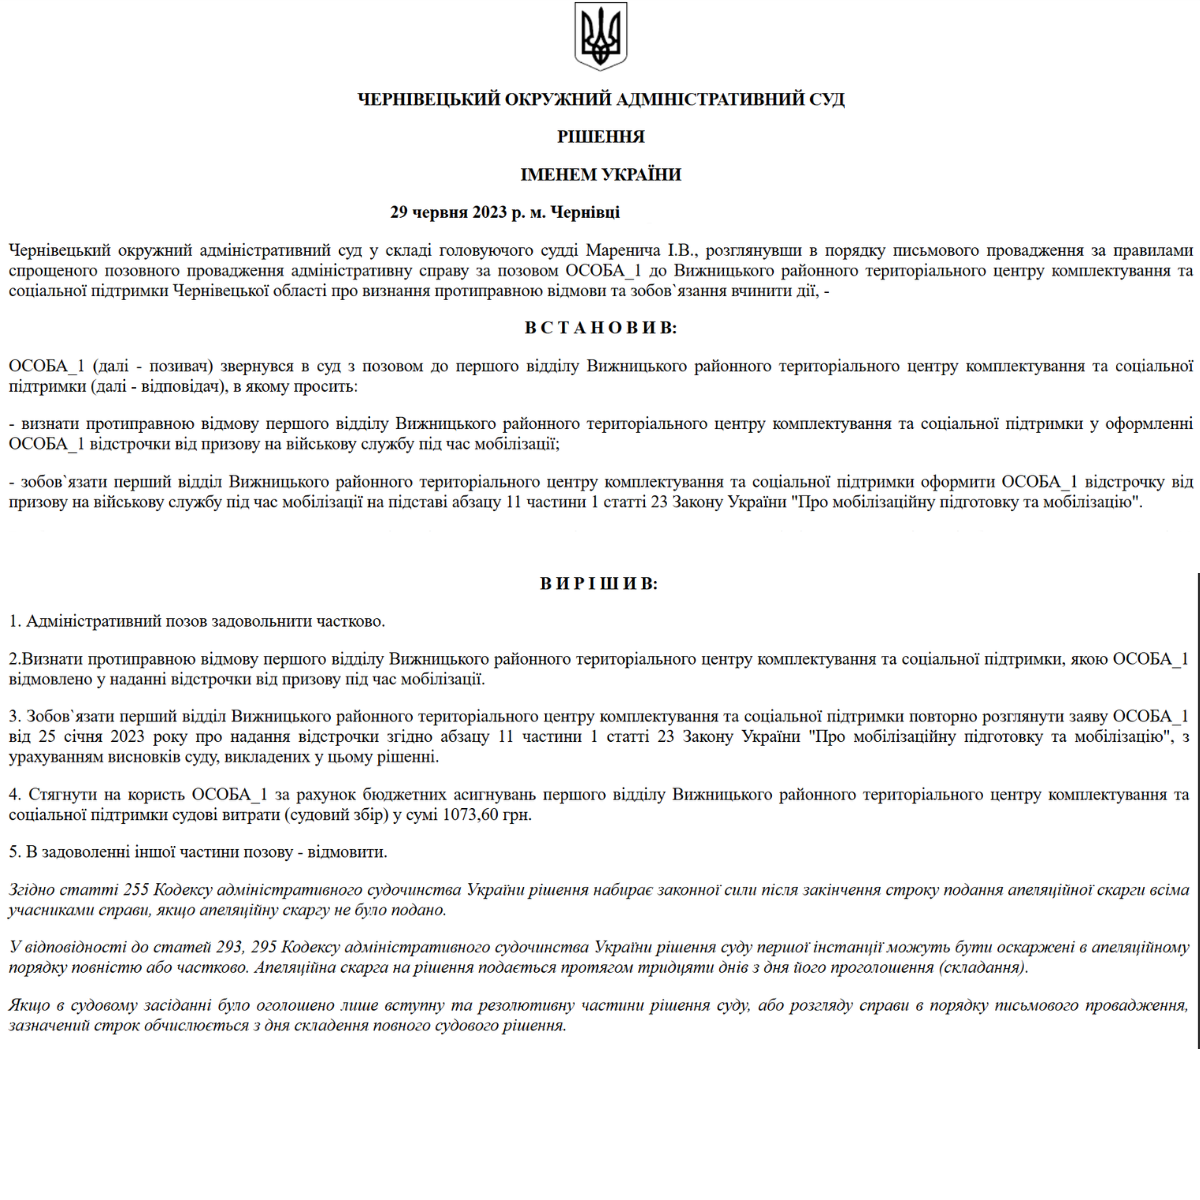 ЧЕРНІВЕЦЬКИЙ ОКРУЖНИЙ АДМІНІСТРАТИВНИЙ СУД
РІШЕННЯ
ІМЕНЕМ УКРАЇНИ
29 червня 2023 р. м. Чернівці
Чернівецький окружний адміністративний суд у складі головуючого судді Маренича І.В., розглянувши в порядку письмового провадження за правилами
спрощеного позовного провадження адміністративну справу за позовом ОСОБА_1 до Вижницького районного територіального центру комплектування та
соціальної підтримки Чернівецької області про визнання протиправною відмови та зобов`язання вчинити дії, -
В С Т А Н О В И В:
ОСОБА_1 (далі - позивач) звернувся в суд з позовом до першого відділу Вижницького районного територіального центру комплектування та соціальної
підтримки (далі - відповідач), в якому просить:
- визнати протиправною відмову першого відділу Вижницького районного територіального центру комплектування та соціальної підтримки у оформленні
ОСОБА_1 відстрочки від призову на військову службу під час мобілізації;
- зобов`язати перший відділ Вижницького районного територіального центру комплектування та соціальної підтримки оформити ОСОБА_1 відстрочку від
призову на військову службу під час мобілізації на підставі абзацу 11 частини 1 статті 23 Закону України "Про мобілізаційну підготовку та мобілізацію".
В И Р І Ш И В:
1. Адміністративний позов задовольнити частково.
2.Визнати протиправною відмову першого відділу Вижницького районного територіального центру комплектування та соціальної підтримки, якою ОСОБА_1
відмовлено у наданні відстрочки від призову під час мобілізації.
3. Зобов`язати перший відділ Вижницького районного територіального центру комплектування та соціальної підтримки повторно розглянути заяву ОСОБА_1
від 25 січня 2023 року про надання відстрочки згідно абзацу 11 частини 1 статті 23 Закону України "Про мобілізаційну підготовку та мобілізацію", з
урахуванням висновків суду, викладених у цьому рішенні.
4. Стягнути на користь ОСОБА_1 за рахунок бюджетних асигнувань першого відділу Вижницького районного територіального центру комплектування та
соціальної підтримки судові витрати (судовий збір) у сумі 1073,60 грн.
5. В задоволенні іншої частини позову - відмовити.
Згідно статті 255 Кодексу адміністративного судочинства України рішення набирає законної сили після закінчення строку подання апеляційної скарги всіма
учасниками справи, якщо апеляційну скаргу не було подано.
У відповідності до статей 293, 295 Кодексу адміністративного судочинства України рішення суду першої інстанції можуть бути оскаржені в апеляційному
порядку повністю або частково. Апеляційна скарга на рішення подається протягом тридцяти днів з дня його проголошення (складання).
Якщо в судовому засіданні було оголошено лише вступну та резолютивну частини рішення суду, або розгляду справи в порядку письмового провадження,
зазначений строк обчислюється з дня складення повного судового рішення.